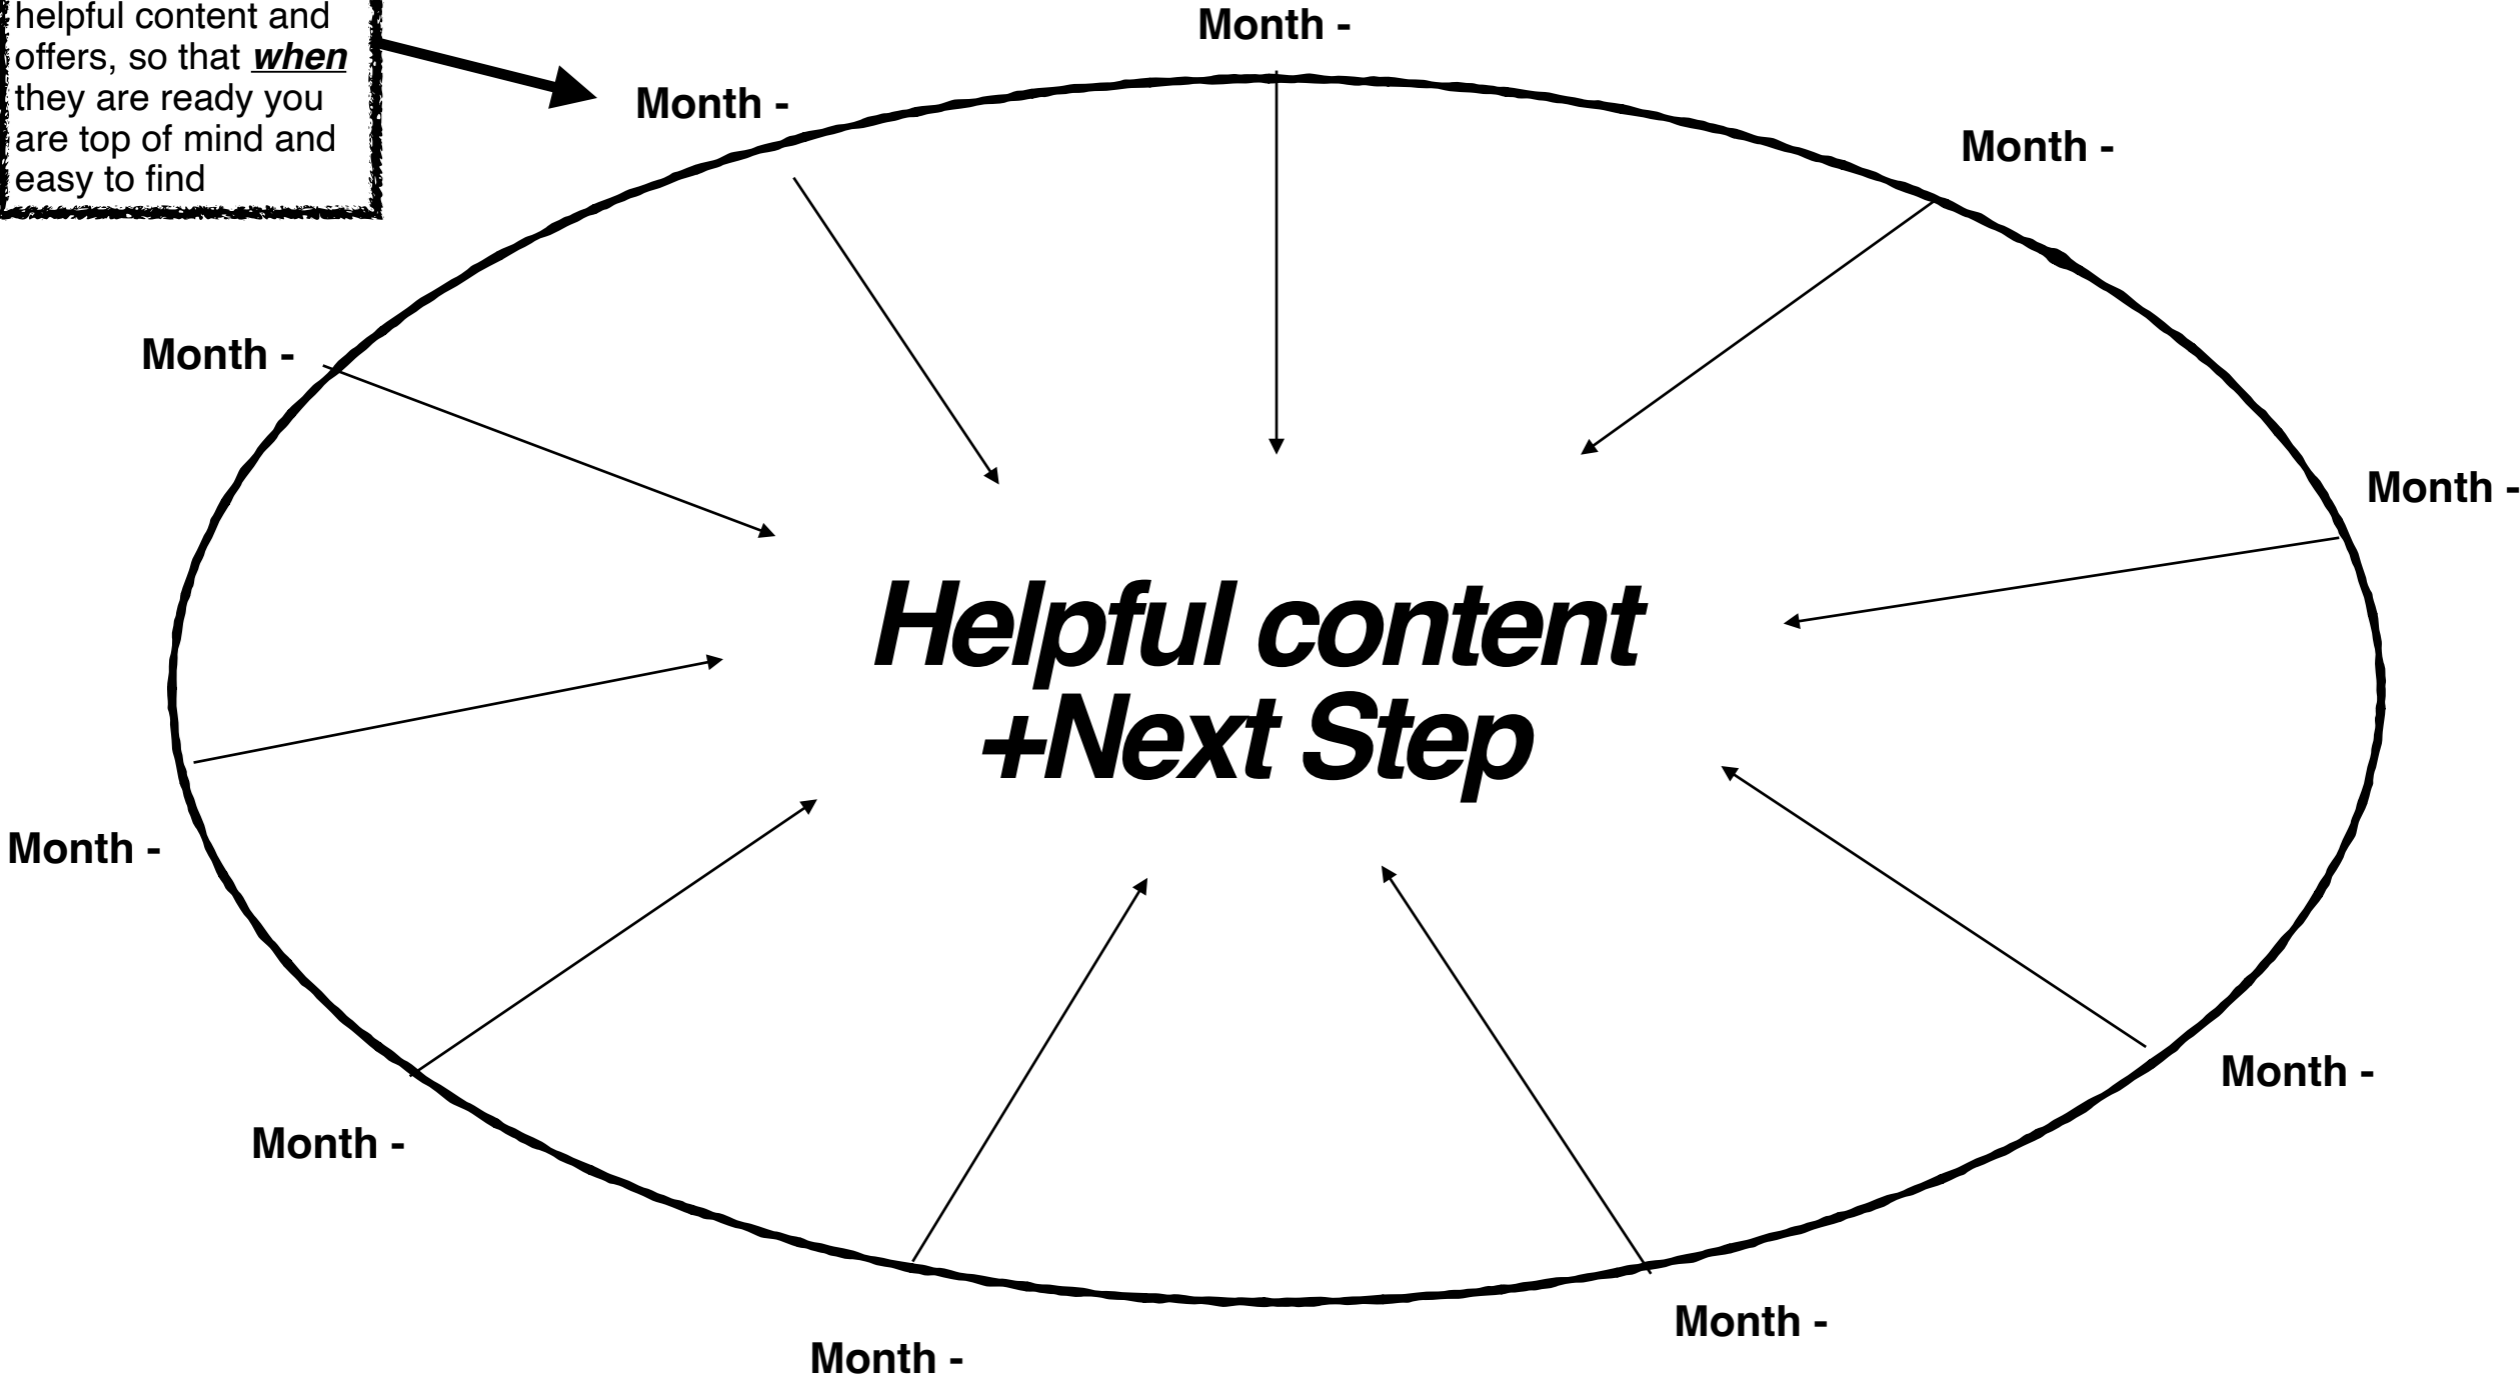 helpful content and
offers, so that when
they are ready you
are top of mind and
easy to find
Month -
Month -
Month -
Month -
Month -
Helpful content
+Next Step
Month -
Month -
Month -
Month -
Month -